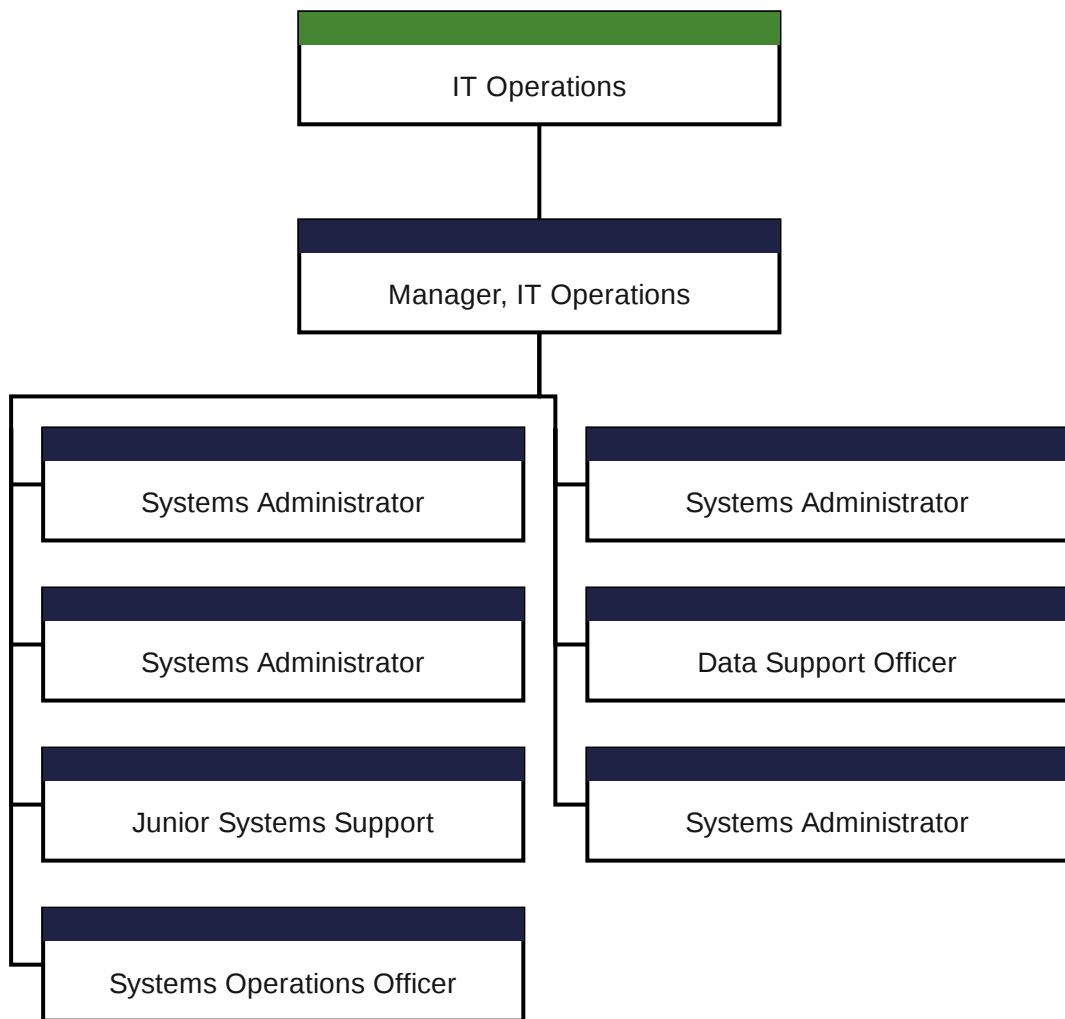 IT Operations
Manager, IT Operations
Systems Administrator
Systems Administrator
Systems Administrator
Data Support Officer
Junior Systems Support
Systems Administrator
Systems Operations Officer